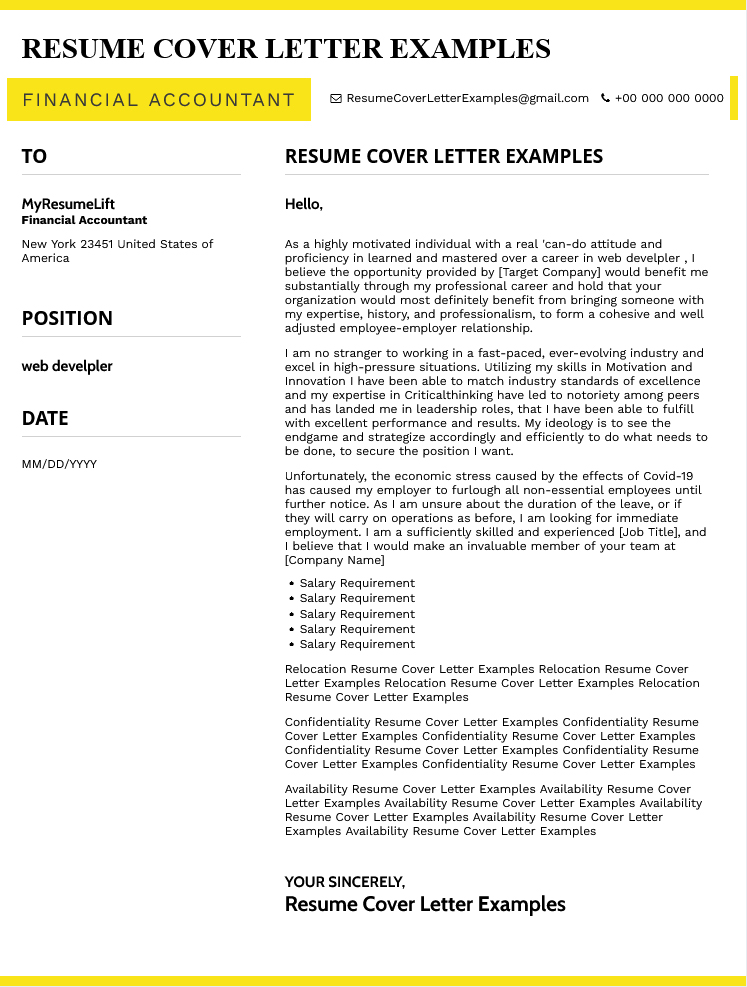 RESUME COVER LETTER EXAMPLES
FINANCIAL ACCOUNTANT
ResumeCoverLetterExamples@gmail.com +00 000 000 0000
TO
MyResumeLift
Financial Accountant
New York 23451 United States of
America
POSITION
web develpler
DATE
MM/DD/YYYY
RESUME COVER LETTER EXAMPLES
Hello,
As a highly motivated individual with a real 'can-do attitude and
proficiency in learned and mastered over a career in web develpler , I
believe the opportunity provided by [Target Company] would benefit me
substantially through my professional career and hold that your
organization would most definitely benefit from bringing someone with
my expertise, history, and professionalism, to form a cohesive and well
adjusted employee-employer relationship.
I am no stranger to working in a fast-paced, ever-evolving industry and
excel in high-pressure situations. Utilizing my skills in Motivation and
Innovation I have been able to match industry standards of excellence
and my expertise in Criticalthinking have led to notoriety among peers
and has landed me in leadership roles, that I have been able to fulfill
with excellent performance and results. My ideology is to see the
endgame and strategize accordingly and efficiently to do what needs to
be done, to secure the position I want.
Unfortunately, the economic stress caused by the effects of Covid-19
has caused my employer to furlough all non-essential employees until
further notice. As I am unsure about the duration of the leave, or if
they will carry on operations as before, I am looking for immediate
employment. I am a sufficiently skilled and experienced [Job Title], and
I believe that I would make an invaluable member of your team at
[Company Name]
• Salary Requirement
• Salary Requirement
• Salary Requirement
• Salary Requirement
• Salary Requirement
Relocation Resume Cover Letter Examples Relocation Resume Cover
Letter Examples Relocation Resume Cover Letter Examples Relocation
Resume Cover Letter Examples
Confidentiality Resume Cover Letter Examples Confidentiality Resume
Cover Letter Examples Confidentiality Resume Cover Letter Examples
Confidentiality Resume Cover Letter Examples Confidentiality Resume
Cover Letter Examples Confidentiality Resume Cover Letter Examples
Availability Resume Cover Letter Examples Availability Resume Cover
Letter Examples Availability Resume Cover Letter Examples Availability
Resume Cover Letter Examples Availability Resume Cover Letter
Examples Availability Resume Cover Letter Examples
YOUR SINCERELY,
Resume Cover Letter Examples